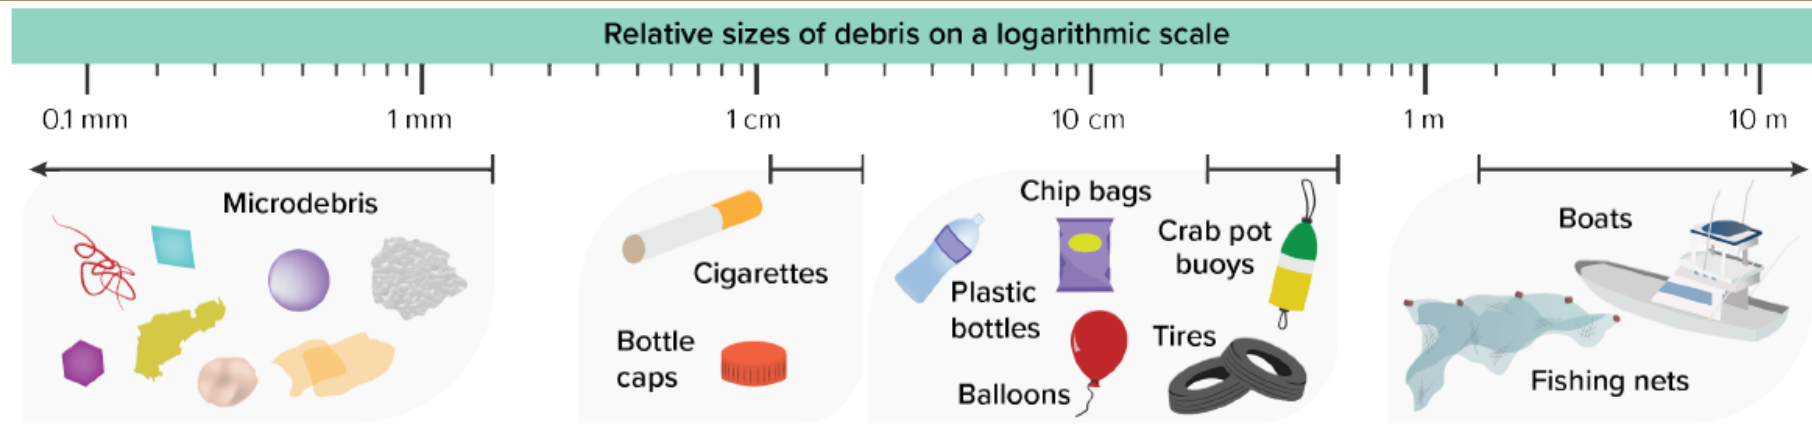 Relative sizes of debris on a logarithmic scale
0.1 mm
1 mm
1 cm
10 cm
1 m
10 m
Microdebris
Cigarettes
Bottle
caps
Chip bags
Plastic
bottles
Balloons
Crab pot
buoys
Tires
Boats
Fishing nets